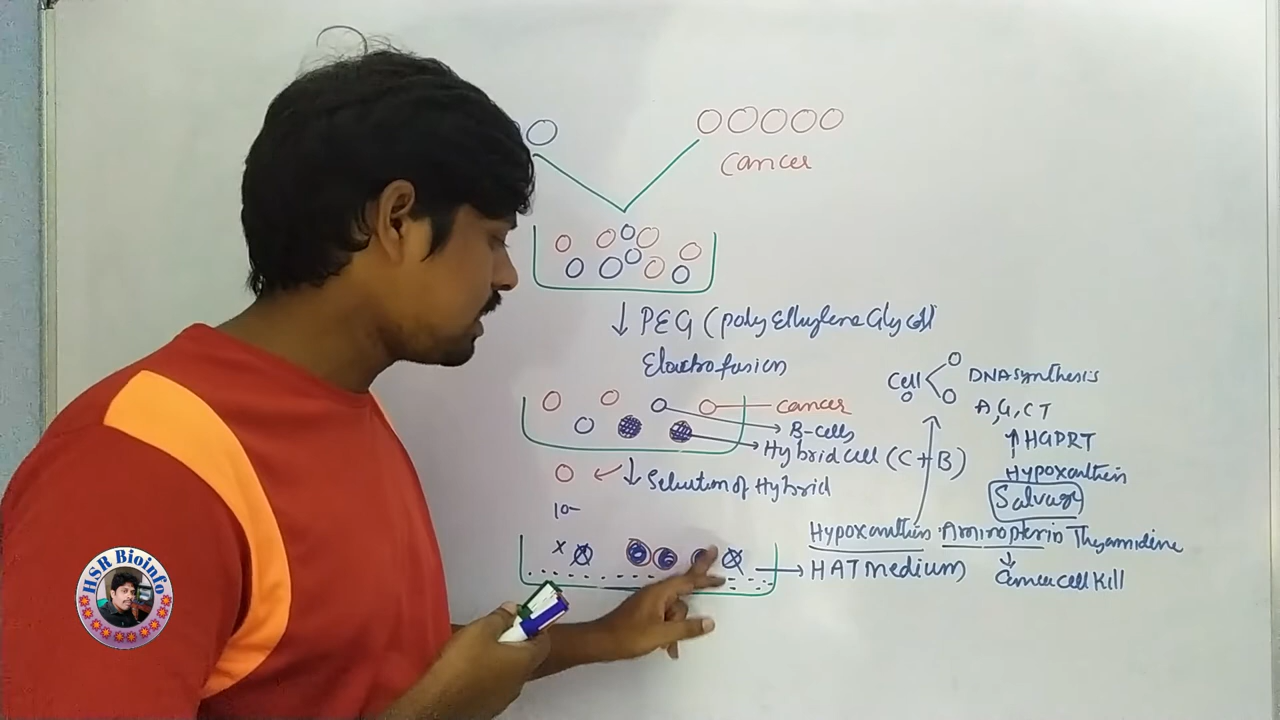 Cancer
↓ PEG (poly Ethylene Glycol
Electrofusion
Cell
DNA synthesis
A, G, C T
↑ HGPRT
Hypoxanthin
Salvage
cancer
B-cells
Hybrid cell (C+B)
↓ Selection of Hybrid
10-
x
Hypoxanthin Aminopterin Thyamidine
HAT medium
cancer cell Kill
HSR Bioinfo